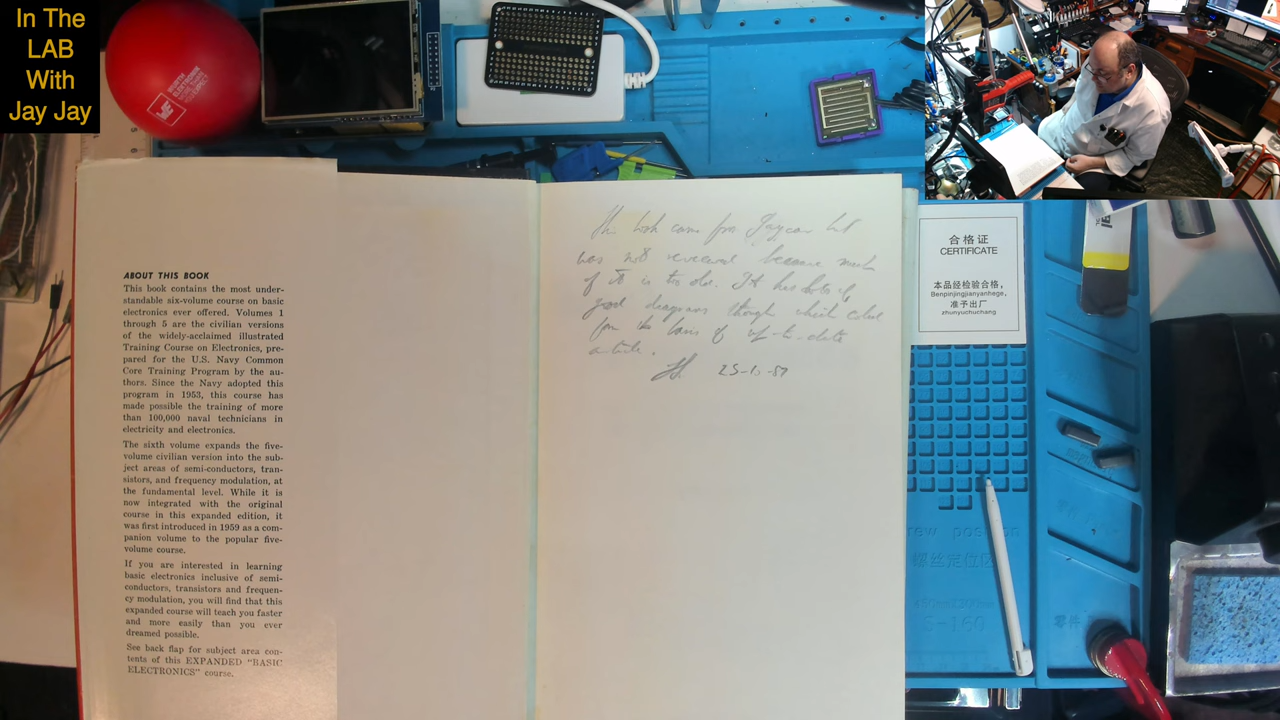 In The
LAB
With
Jay Jay
ABOUT THIS BOOK
This book contains the most under-
standable six-volume course on basic
electronics ever offered. Volumes 1
through 5 are the civilian versions
of the widely-acclaimed illustrated
Training Course on Electronics, pre-
pared for the U.S. Navy Common
Core Training Program by the au-
thors. Since the Navy adopted this
program in 1953, this course has
made possible the training of more
than 100,000 naval technicians in
electricity and electronics.
The sixth volume expands the five-
volume civilian version into the sub-
ject areas of semi-conductors, tran-
sistors, and frequency modulation, at
the fundamental level. While it is
now integrated with the original
course in this expanded edition, it
was first introduced in 1959 as a com-
panion volume to the popular five-
volume course.
If you are interested in learning
basic electronics inclusive of semi-
conductors, transistors and frequen-
cy modulation, you will find that this
expanded course will teach you faster
and more easily than you ever
dreamed possible.
See back flap for subject area con-
tents of this EXPANDED "BASIC
ELECTRONICS" course.
This book came from Jaycar but
was not reviewed because much
of it is too old. It has lots of
good diagrams though which could
form the basis of up-to-date
article.
合格证
CERTIFICATE
本品经检验合格，
Benpinjingjianyanhege,
准予出厂
zhunyuchuchang
rew position
螺丝定位区
S-160
零件